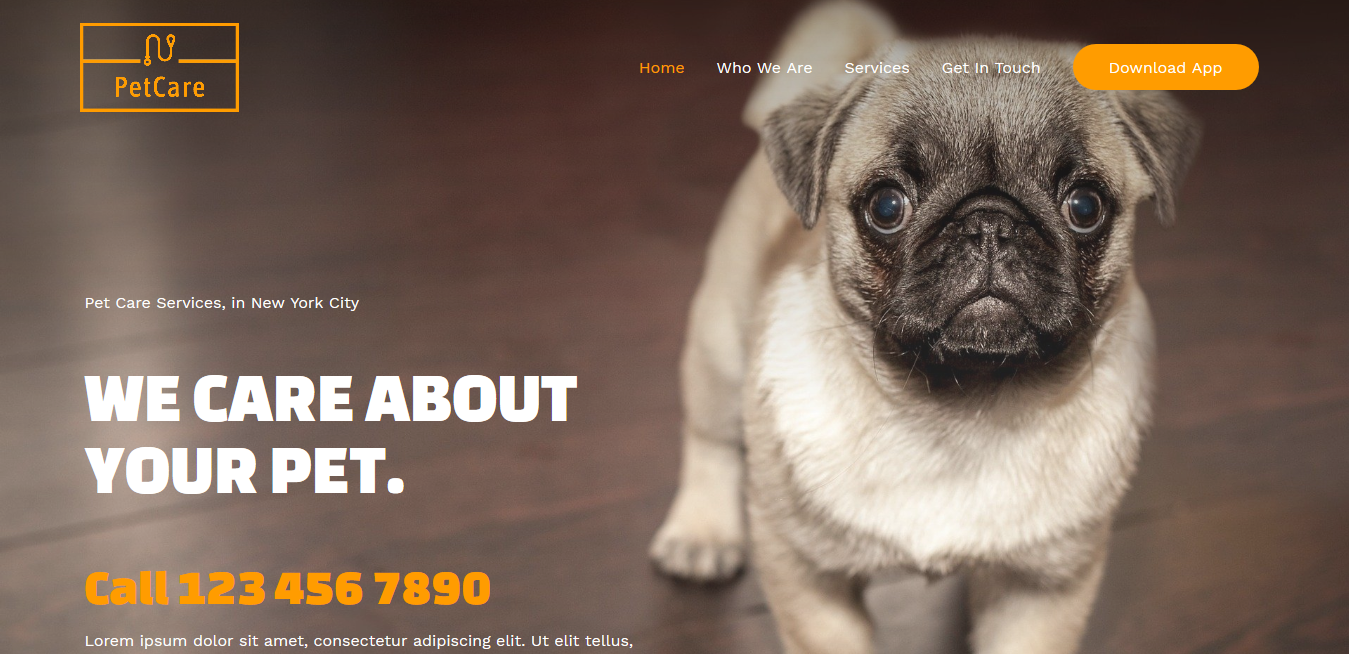 PetCare
Home Who We Are Services Get In Touch Download App
Pet Care Services, in New York City
WE CARE ABOUT
YOUR PET.
Call 123 456 7890
Lorem ipsum dolor sit amet, consectetur adipiscing elit. Ut elit tellus,